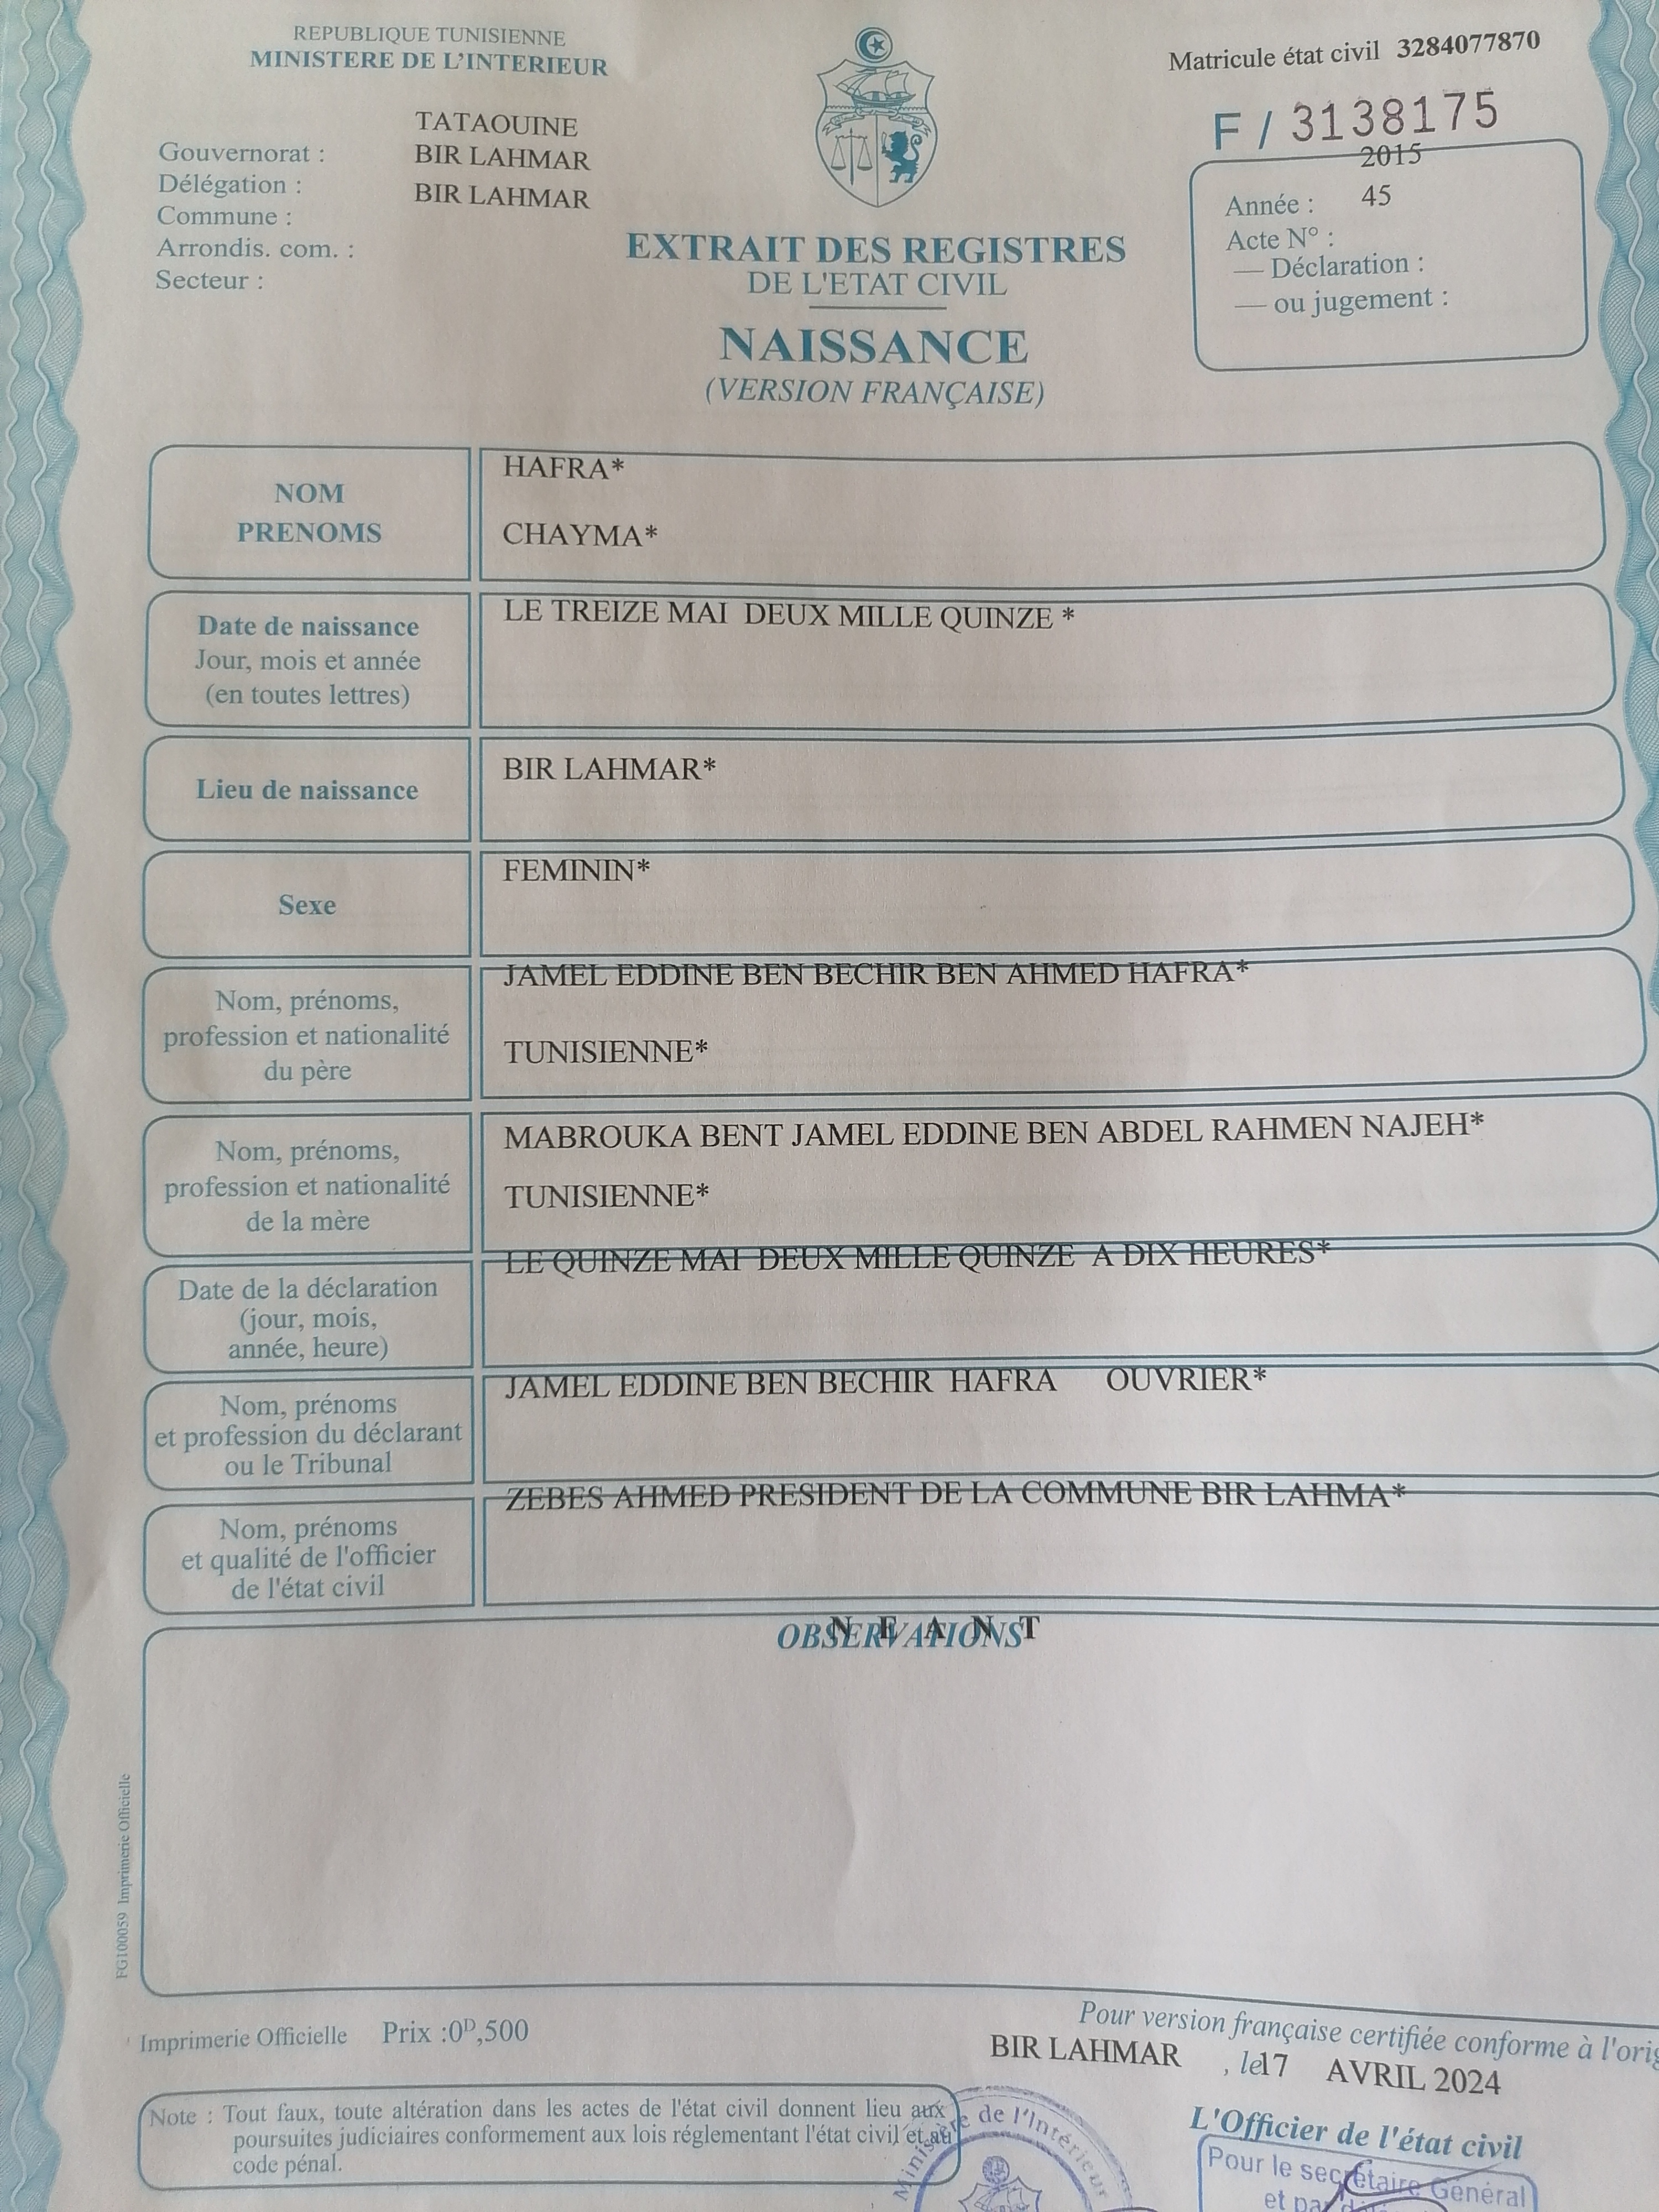 REPUBLIQUE TUNISIENNE
MINISTERE DE L'INTERIEUR
Matricule état civil 3284077870
F / 3138175
TATAOUINE
Gouvernorat : BIR LAHMAR
Délégation : BIR LAHMAR
Commune :
Arrondis. com. :
Secteur :
2015
Année : 45
Acte N° :
— Déclaration :
— ou jugement :
EXTRAIT DES REGISTRES
DE L'ETAT CIVIL
NAISSANCE
(VERSION FRANÇAISE)
NOM
PRENOMS
HAFRA*
CHAYMA*
Date de naissance
Jour, mois et année
(en toutes lettres)
LE TREIZE MAI DEUX MILLE QUINZE *
Lieu de naissance
BIR LAHMAR*
Sexe
FEMININ*
Nom, prénoms,
profession et nationalité
du père
JAMEL EDDINE BEN BECHIR BEN AHMED HAFRA*
TUNISIENNE*
Nom, prénoms,
profession et nationalité
de la mère
MABROUKA BENT JAMEL EDDINE BEN ABDEL RAHMEN NAJEH*
TUNISIENNE*
Date de la déclaration
(jour, mois,
année, heure)
LE QUINZE MAI DEUX MILLE QUINZE A DIX HEURES*
Nom, prénoms
et profession du déclarant
ou le Tribunal
JAMEL EDDINE BEN BECHIR HAFRA OUVRIER*
Nom, prénoms
et qualité de l'officier
de l'état civil
ZEBES AHMED PRESIDENT DE LA COMMUNE BIR LAHMA*
OBSERVATIONS
N E A N T
FG100059 Imprimerie Officielle
Imprimerie Officielle Prix :0D,500
Pour version française certifiée conforme à
BIR LAHMAR , le 17 AVRIL 2024
Note : Tout faux, toute altération dans les actes de l'état civil donnent lieu aux
poursuites judiciaires conformement aux lois réglementant l'état civil et au
code pénal.
Ministère de l'Intérieur
L'Officier de l'état civil
Pour le secrétaire Général
et par